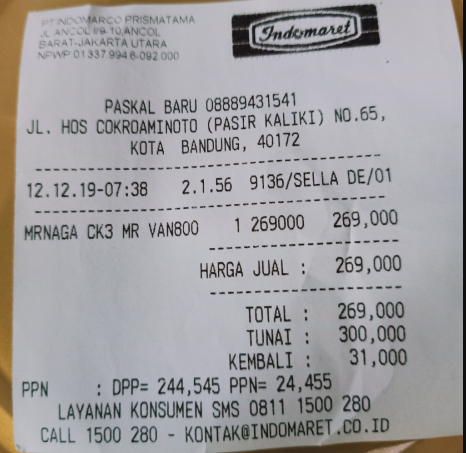 PT.INDOMARCO PRISMATAMA
JL.ANCOL I/9-10,ANCOL
BARAT-JAKARTA UTARA
NPWP 01.337.994.6-092.000
Indomaret
PASKAL BARU 08889431541
JL. HOS COKROAMINOTO (PASIR KALIKI) NO.65,
KOTA BANDUNG, 40172
12.12.19-07:38 2.1.56 9136/SELLA DE/01
MRNAGA CK3 MR VAN800 1 269000 269,000
HARGA JUAL : 269,000
TOTAL : 269,000
TUNAI : 300,000
KEMBALI : 31,000
PPN : DPP= 244,545 PPN= 24,455
LAYANAN KONSUMEN SMS 0811 1500 280
CALL 1500 280 - KONTAK@INDOMARET.CO.ID